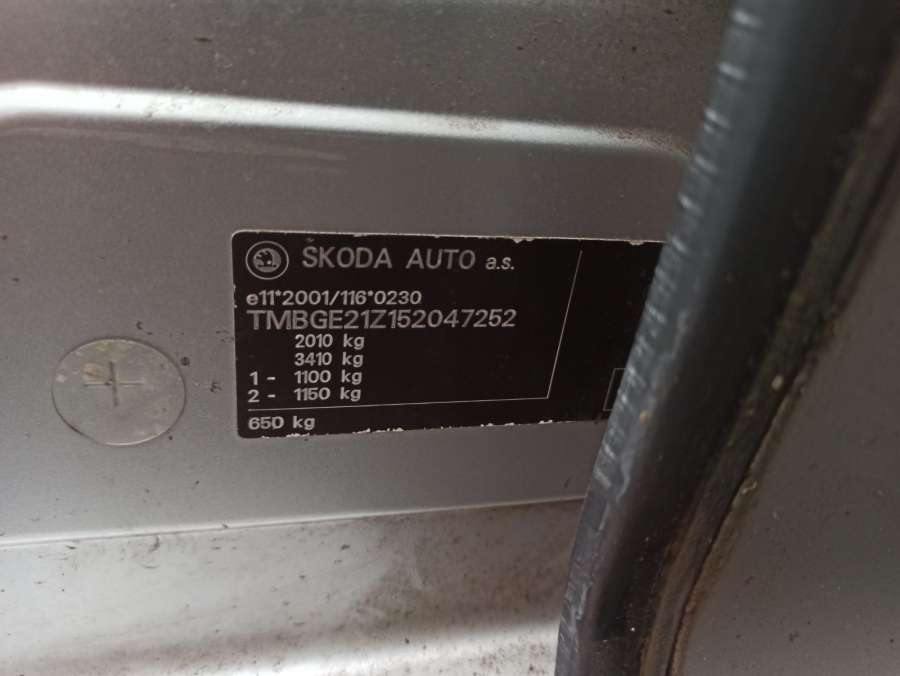 ŠKODA AUTO a.s.
e11*2001/116*0230
TMBGE21Z152047252
2010 kg
3410 kg
1 - 1100 kg
2 - 1150 kg
650 kg